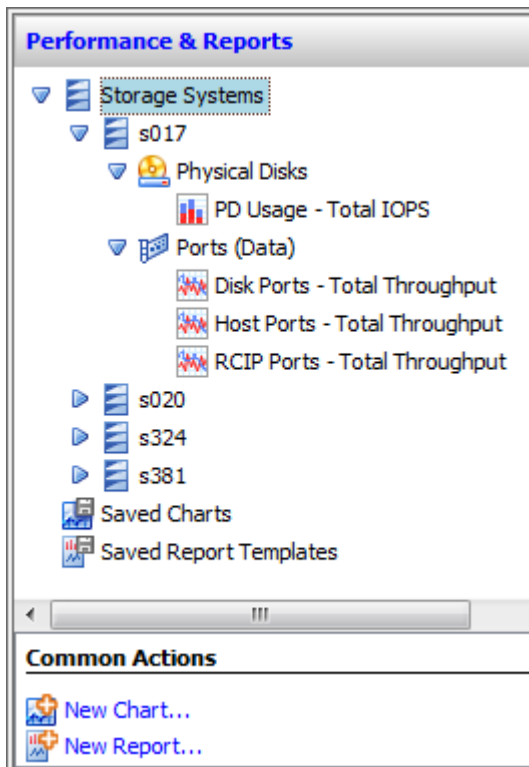 Performance & Reports
Storage Systems
s017
Physical Disks
PD Usage - Total IOPS
Ports (Data)
Disk Ports - Total Throughput
Host Ports - Total Throughput
RCIP Ports - Total Throughput
s020
s324
s381
Saved Charts
Saved Report Templates
Common Actions
New Chart...
New Report...